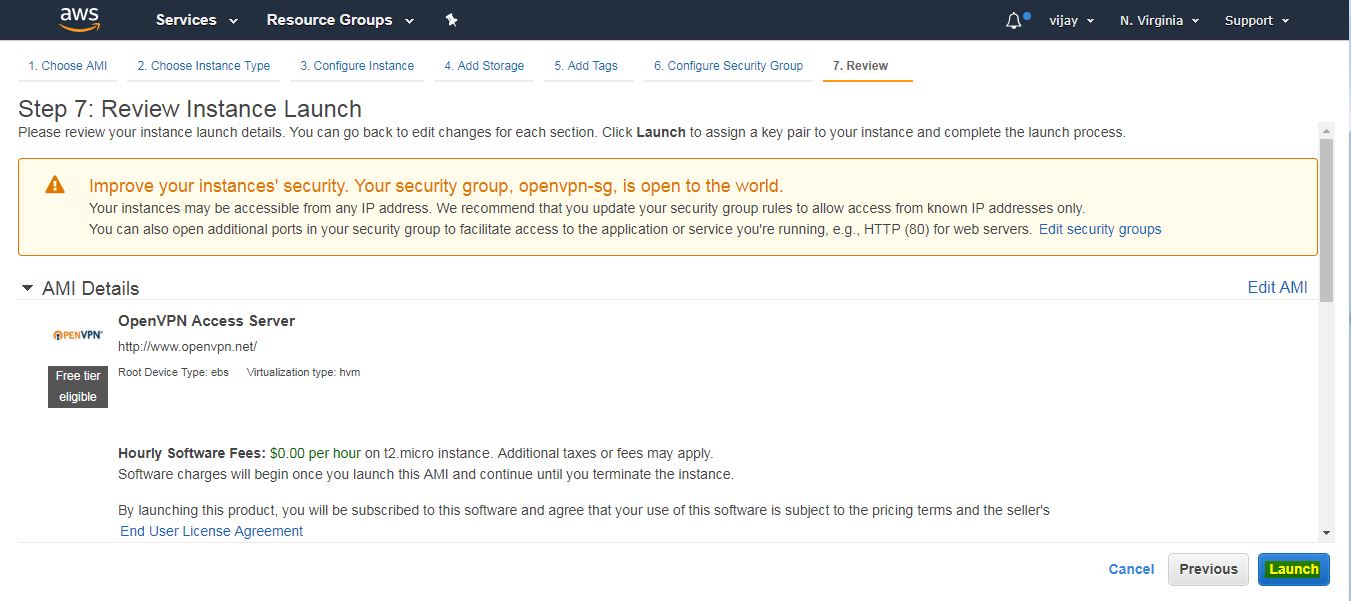 aws Services Resource Groups vijay N. Virginia Support
1. Choose AMI 2. Choose Instance Type 3. Configure Instance 4. Add Storage 5. Add Tags 6. Configure Security Group 7. Review
Step 7: Review Instance Launch
Please review your instance launch details. You can go back to edit changes for each section. Click Launch to assign a key pair to your instance and complete the launch process.
Improve your instances' security. Your security group, openvpn-sg, is open to the world.
Your instances may be accessible from any IP address. We recommend that you update your security group rules to allow access from known IP addresses only.
You can also open additional ports in your security group to facilitate access to the application or service you're running, e.g., HTTP (80) for web servers. Edit security groups
AMI Details Edit AMI
OpenVPN Access Server
OPENVPN
http://www.openvpn.net/
Free tier eligible
Root Device Type: ebs Virtualization type: hvm
Hourly Software Fees: $0.00 per hour on t2.micro instance. Additional taxes or fees may apply.
Software charges will begin once you launch this AMI and continue until you terminate the instance.
By launching this product, you will be subscribed to this software and agree that your use of this software is subject to the pricing terms and the seller's
End User License Agreement
Cancel Previous Launch